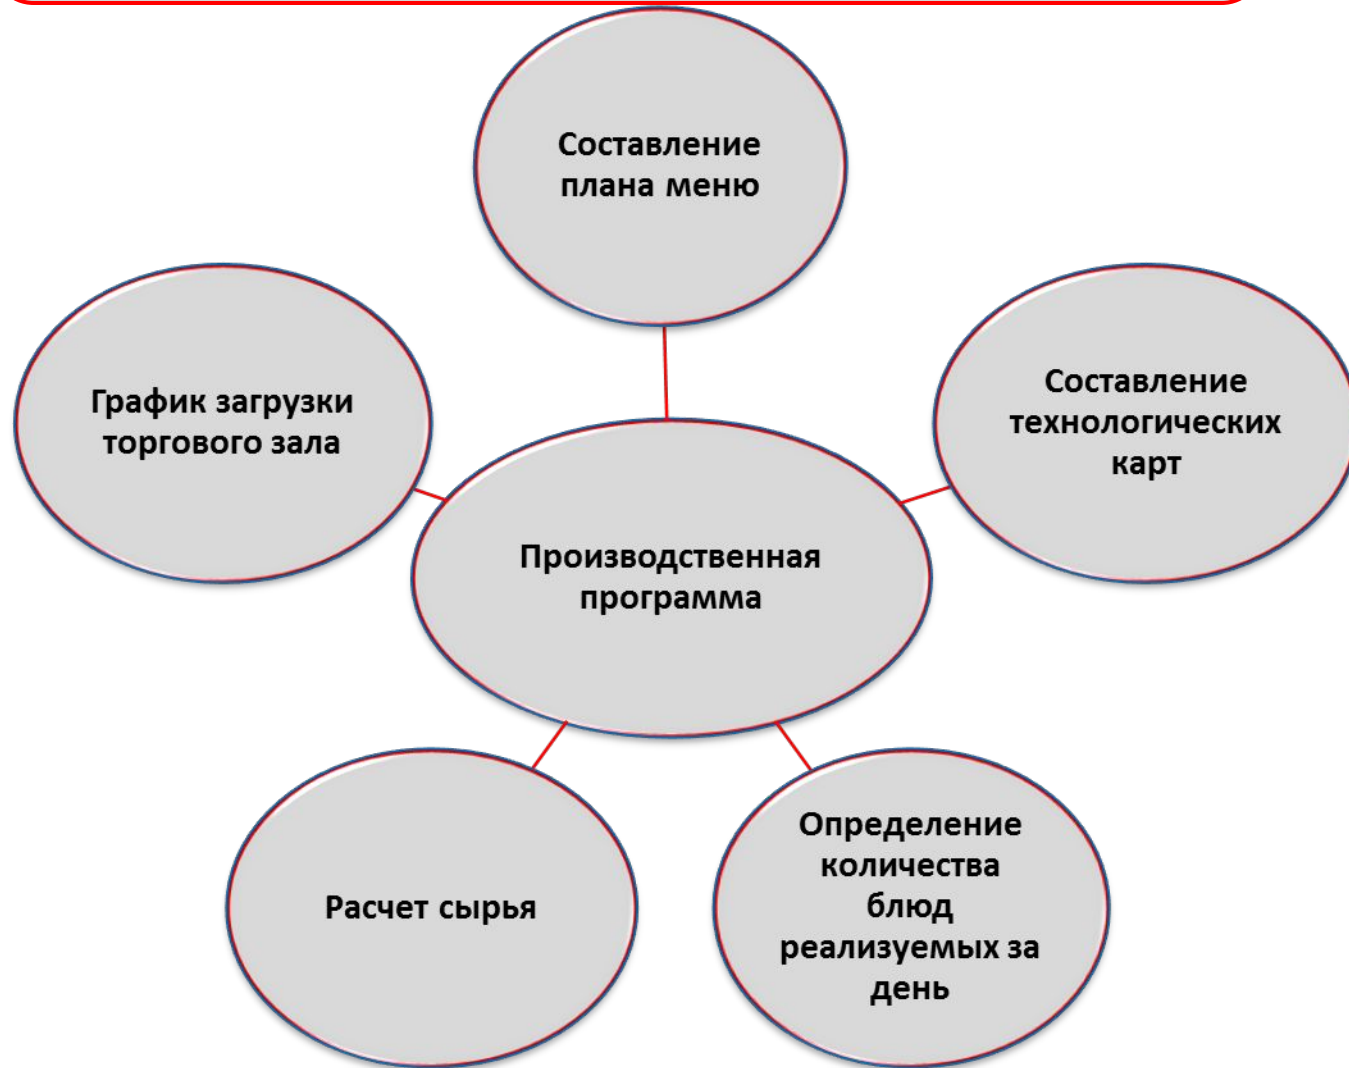 Составление
плана меню
График загрузки
торгового зала
Составление
технологических
карт
Производственная
программа
Расчет сырья
Определение
количества
блюд
реализуемых за
день